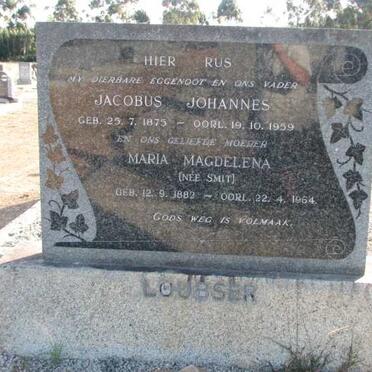 HIER RUS
MY DIERBARE EGGENOOT EN ONS VADER
JACOBUS JOHANNES
GEB. 25. 7. 1875 – OORL. 19. 10. 1959
EN ONS GELIEFDE MOEDER
MARIA MAGDELENA
(NÉE SMIT)
GEB. 12. 9. 1882 – OORL. 22. 4. 1964.
GODS WEG IS VOLMAAK.
LOUBSER